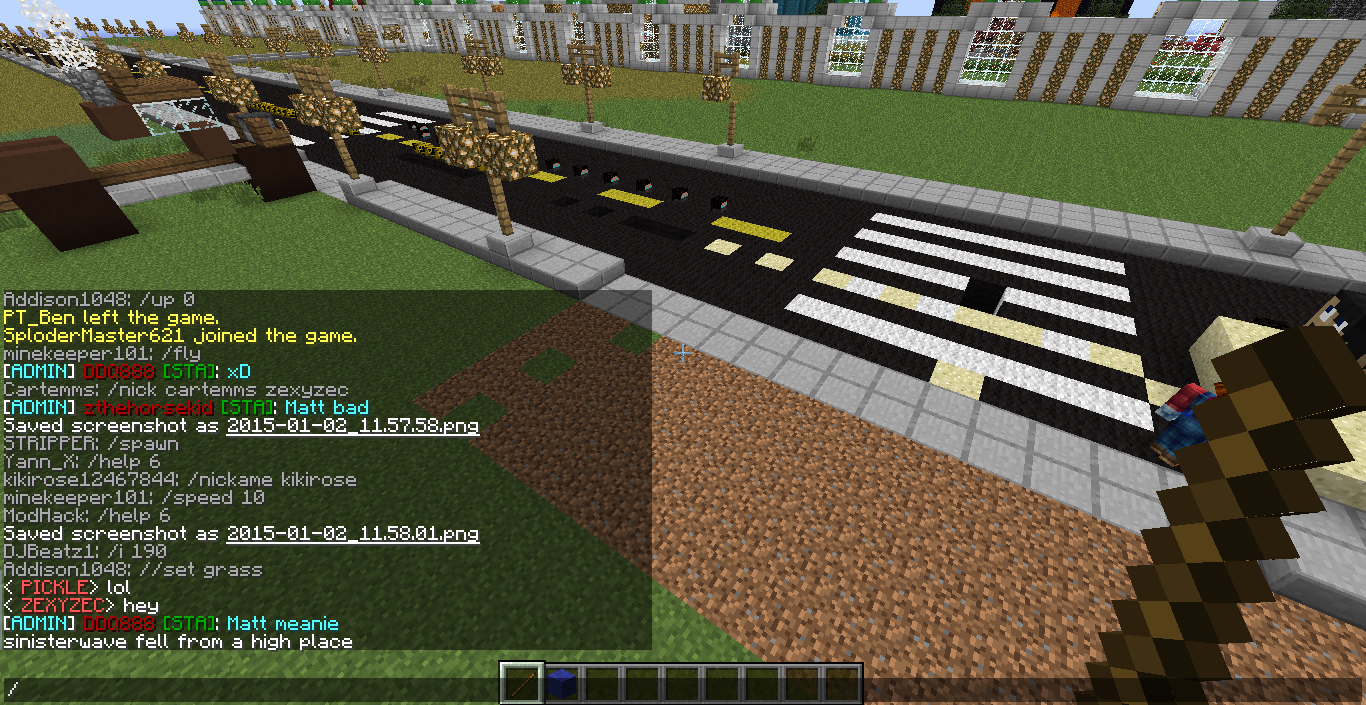 Addison1048: /up 0
PT_Ben left the game.
SploderMaster621 joined the game.
minekeeper101: /fly
[ADMIN] DDO888 [STA]: xD
Cartemms: /nick cartemms zexyzec
[ADMIN] zthehorsekid [STA]: Matt bad
Saved screenshot as 2015-01-02_11.57.58.png
STRIPPER: /spawn
Yann_X: /help 6
kikirose12467844: /nickame kikirose
minekeeper101: /speed 10
ModHack: /help 6
Saved screenshot as 2015-01-02_11.58.01.png
DJBeatz1: /i 190
Addison1048: //set grass
< PICKLE> lol
< ZEXYZEC> hey
[ADMIN] DDO888 [STA]: Matt meanie
sinisterwave fell from a high place
/